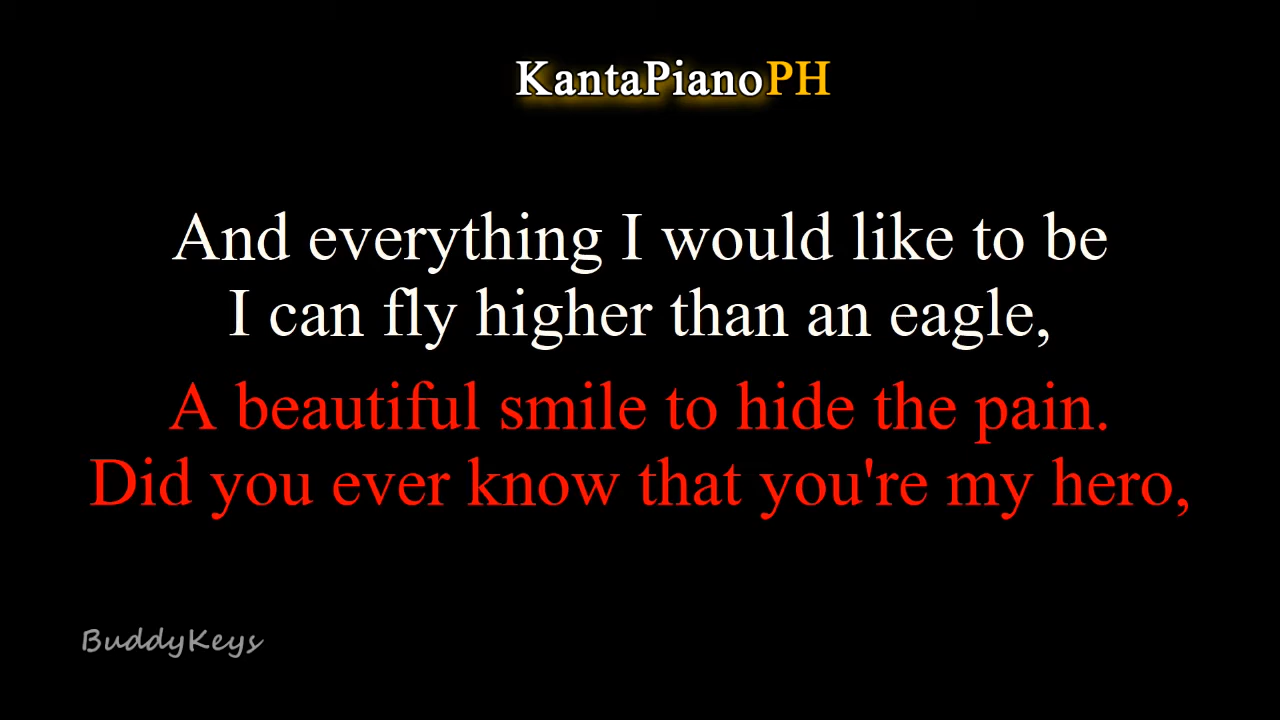 KantaPianoPH
And everything I would like to be
I can fly higher than an eagle,
A beautiful smile to hide the pain.
Did you ever know that you're my hero,
BuddyKeys